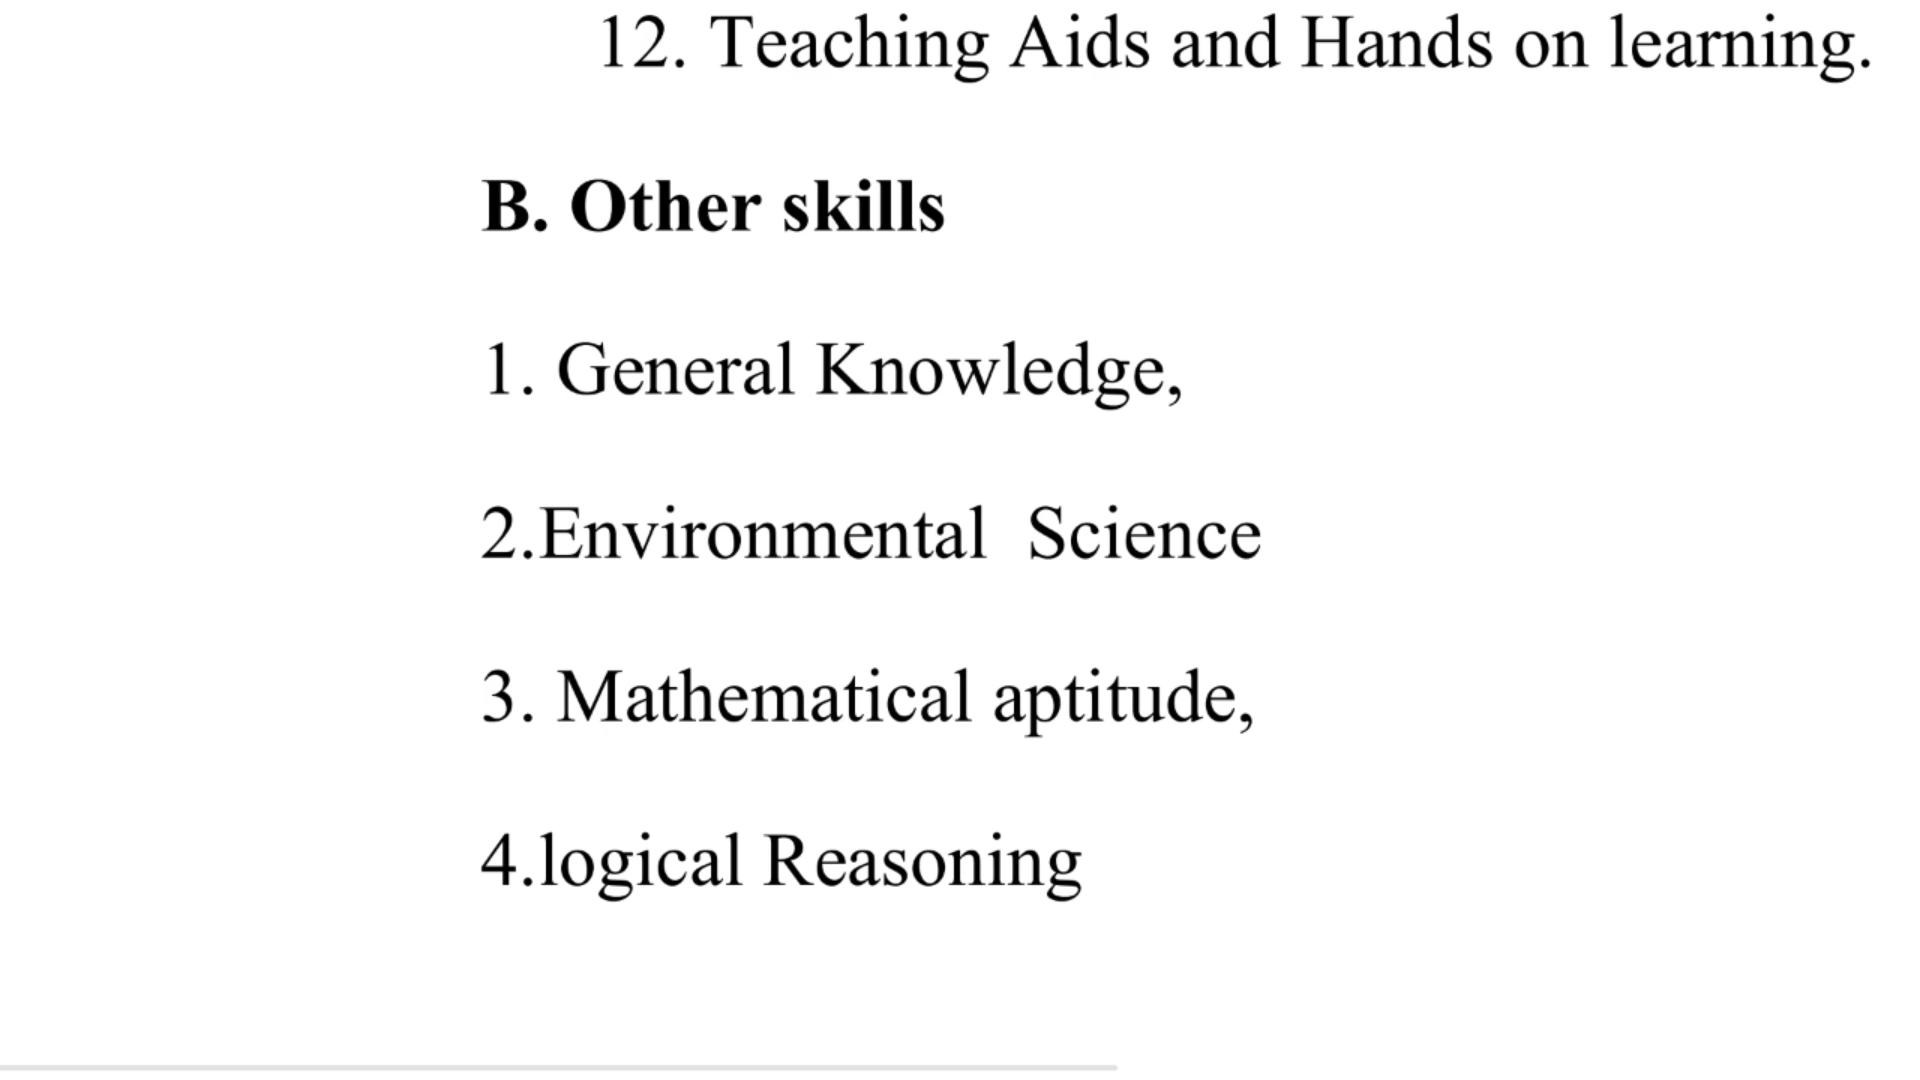 12. Teaching Aids and Hands on learning.
B. Other skills
1. General Knowledge,
2.Environmental  Science
3. Mathematical aptitude,
4.logical Reasoning